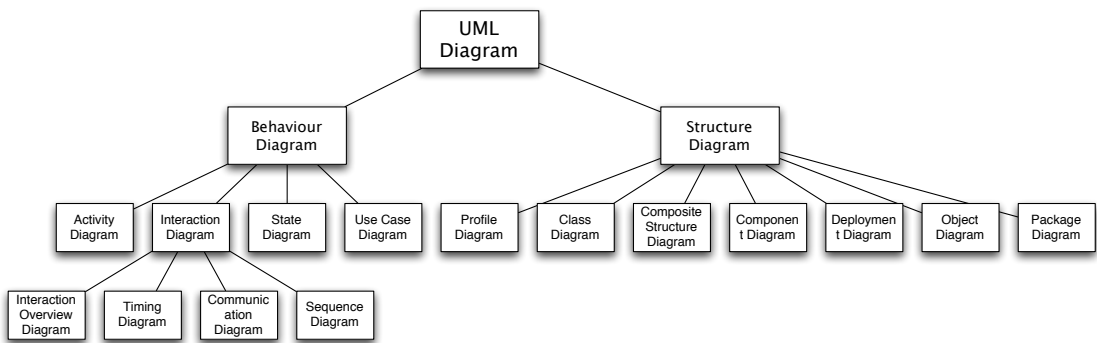 UML
Diagram
Behaviour
Diagram
Structure
Diagram
Activity
Diagram
Interaction
Diagram
State
Diagram
Use Case
Diagram
Profile
Diagram
Class
Diagram
Composite
Structure
Diagram
Componen
t Diagram
Deploymen
t Diagram
Object
Diagram
Package
Diagram
Interaction
Overview
Diagram
Timing
Diagram
Communic
ation
Diagram
Sequence
Diagram